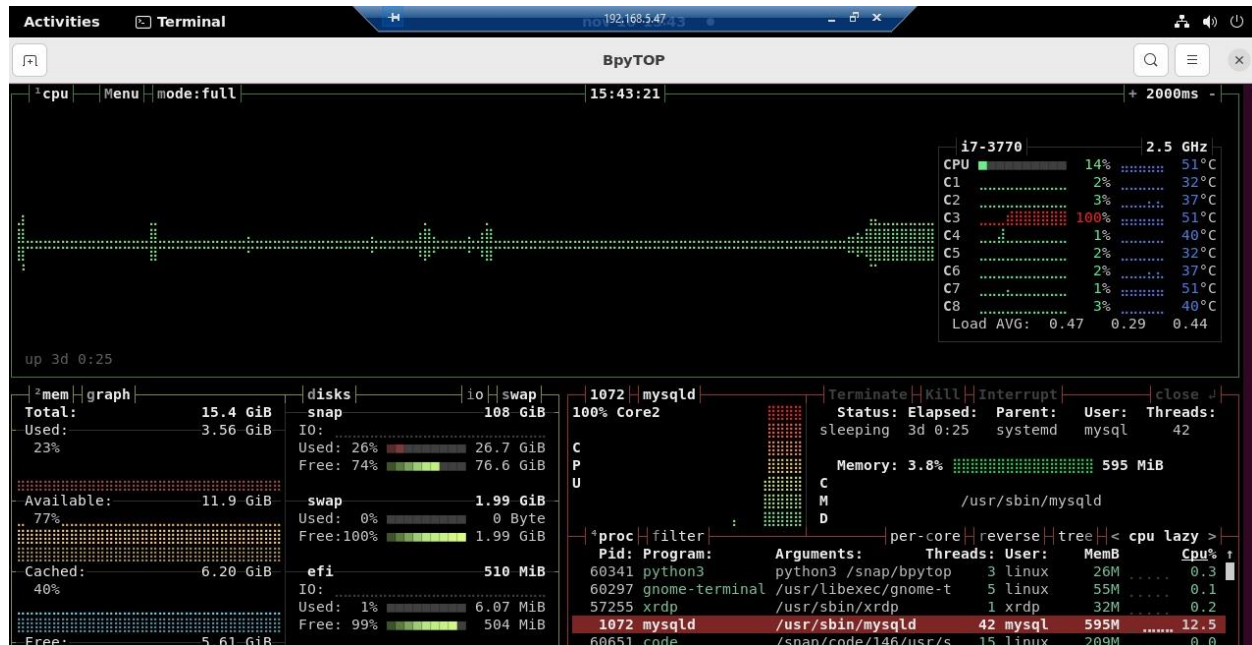 Activities Terminal 192.168.5.47
BpyTOP
¹cpu Menu mode:full 15:43:21 + 2000ms -
i7-3770 2.5 GHz
CPU 14% 51°C
C1 2% 32°C
C2 3% 37°C
C3 100% 51°C
C4 1% 40°C
C5 2% 32°C
C6 2% 37°C
C7 1% 51°C
C8 3% 40°C
Load AVG: 0.47 0.29 0.44
up 3d 0:25
²mem graph
Total: 15.4 GiB
Used: 3.56 GiB
23%
Available: 11.9 GiB
77%
Cached: 6.20 GiB
40%
Free: 5.61 GiB
disks io swap
snap 108 GiB
IO:
Used: 26% 26.7 GiB
Free: 74% 76.6 GiB
swap 1.99 GiB
Used: 0% 0 Byte
Free:100% 1.99 GiB
efi 510 MiB
IO:
Used: 1% 6.07 MiB
Free: 99% 504 MiB
1072 mysqld Terminate Kill Interrupt close ↲
100% Core2
CPU
Status: Elapsed: Parent: User: Threads:
sleeping 3d 0:25 systemd mysql 42
Memory: 3.8% 595 MiB
CMD
/usr/sbin/mysqld
⁴proc filter per-core reverse tree < cpu lazy >
Pid: Program: Arguments: Threads: User: MemB Cpu% ↑
60341 python3 python3 /snap/bpytop 3 linux 26M 0.3
60297 gnome-terminal /usr/libexec/gnome-t 5 linux 55M 0.1
57255 xrdp /usr/sbin/xrdp 1 xrdp 32M 0.2
1072 mysqld /usr/sbin/mysqld 42 mysql 595M 12.5
60651 code /snap/code/146/usr/s 15 linux 209M 0.0